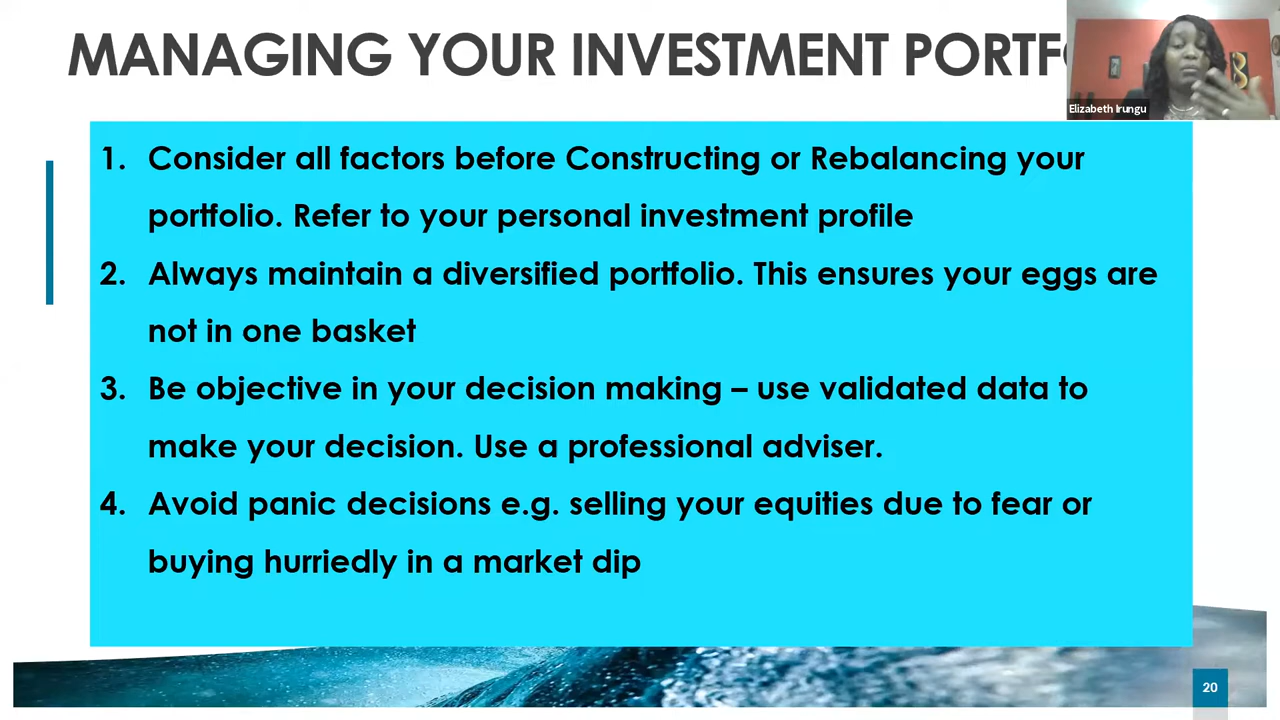 MANAGING YOUR INVESTMENT PORTF
Elizabeth Irungu
1. Consider all factors before Constructing or Rebalancing your
portfolio. Refer to your personal investment profile
2. Always maintain a diversified portfolio. This ensures your eggs are
not in one basket
3. Be objective in your decision making – use validated data to
make your decision. Use a professional adviser.
4. Avoid panic decisions e.g. selling your equities due to fear or
buying hurriedly in a market dip
20